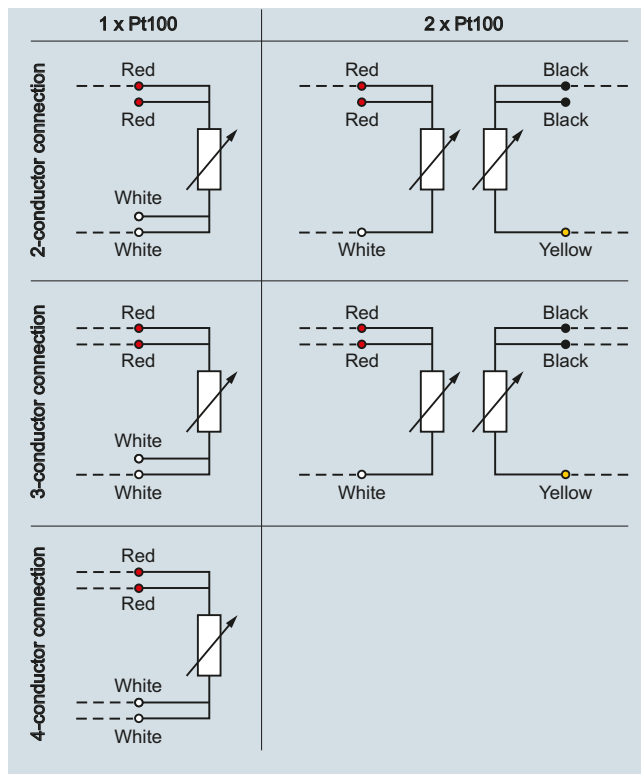 1 x Pt100
2 x Pt100
2-conductor connection
Red
Red
White
White
Red
Red
White
Black
Black
Yellow
3-conductor connection
Red
Red
White
White
Red
Red
White
Black
Black
Yellow
4-conductor connection
Red
Red
White
White